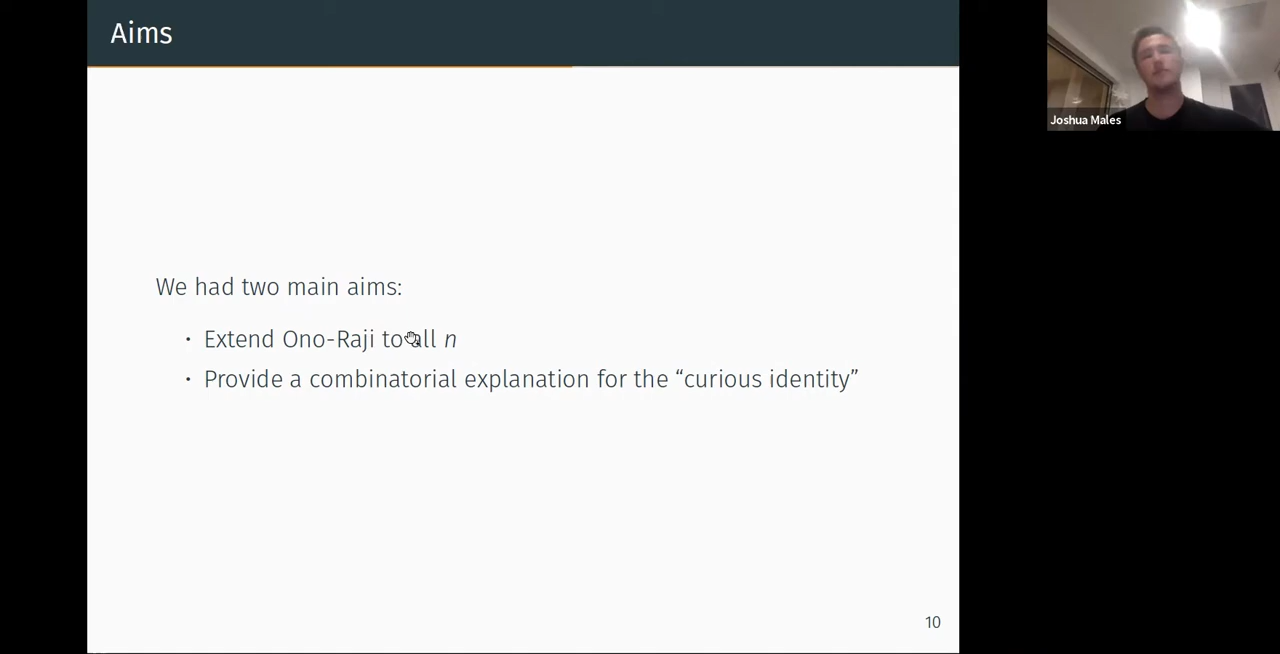 Aims
Joshua Males
We had two main aims:
• Extend Ono-Raji to all n
• Provide a combinatorial explanation for the “curious identity”
10